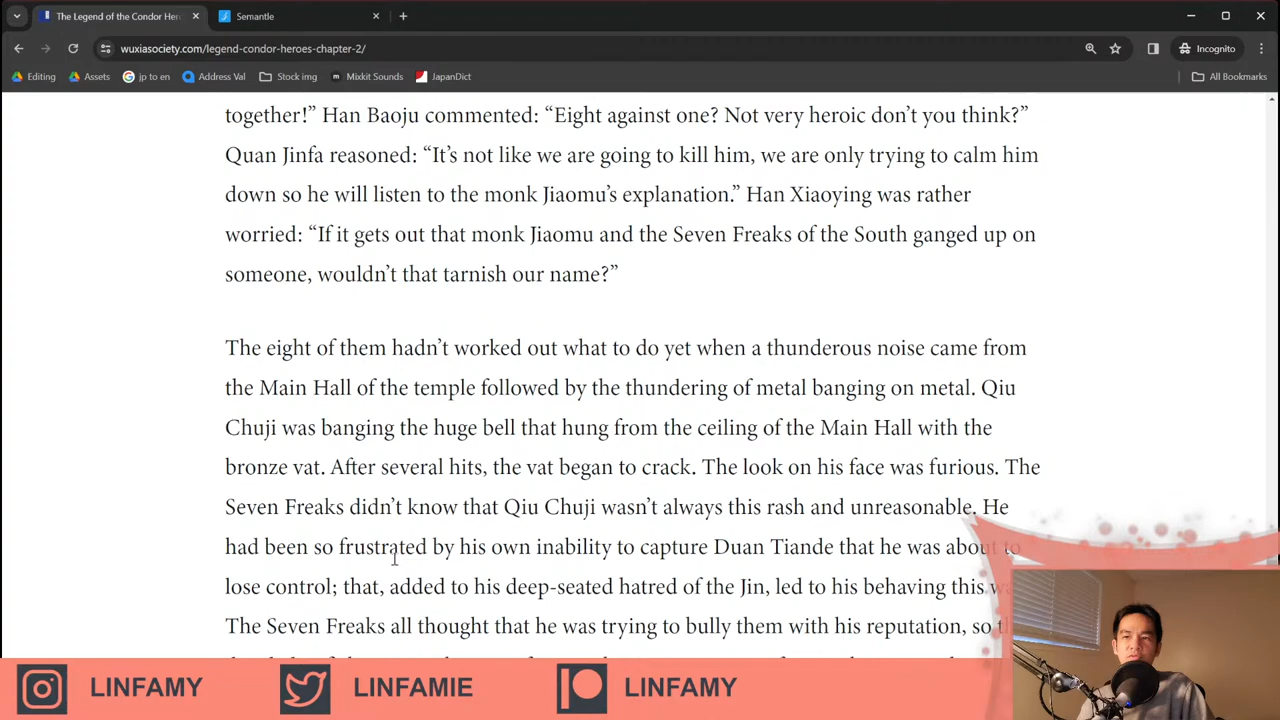 The Legend of the Condor Her
Semantle
wuxiasociety.com/legend-condor-heroes-chapter-2/
Incognito
Editing
Assets
jp to en
Address Val
Stock img
Mixkit Sounds
JapanDict
All Bookmarks
together!” Han Baoju commented: “Eight against one? Not very heroic don’t you think?”
Quan Jinfa reasoned: “It’s not like we are going to kill him, we are only trying to calm him
down so he will listen to the monk Jiaomu’s explanation.” Han Xiaoying was rather
worried: “If it gets out that monk Jiaomu and the Seven Freaks of the South ganged up on
someone, wouldn’t that tarnish our name?”
The eight of them hadn’t worked out what to do yet when a thunderous noise came from
the Main Hall of the temple followed by the thundering of metal banging on metal. Qiu
Chuji was banging the huge bell that hung from the ceiling of the Main Hall with the
bronze vat. After several hits, the vat began to crack. The look on his face was furious. The
Seven Freaks didn’t know that Qiu Chuji wasn’t always this rash and unreasonable. He
had been so frustrated by his own inability to capture Duan Tiande that he was about to
lose control; that, added to his deep-seated hatred of the Jin, led to his behaving this
The Seven Freaks all thought that he was trying to bully them with his reputation, so
LINFAMY
LINFAMIE
LINFAMY